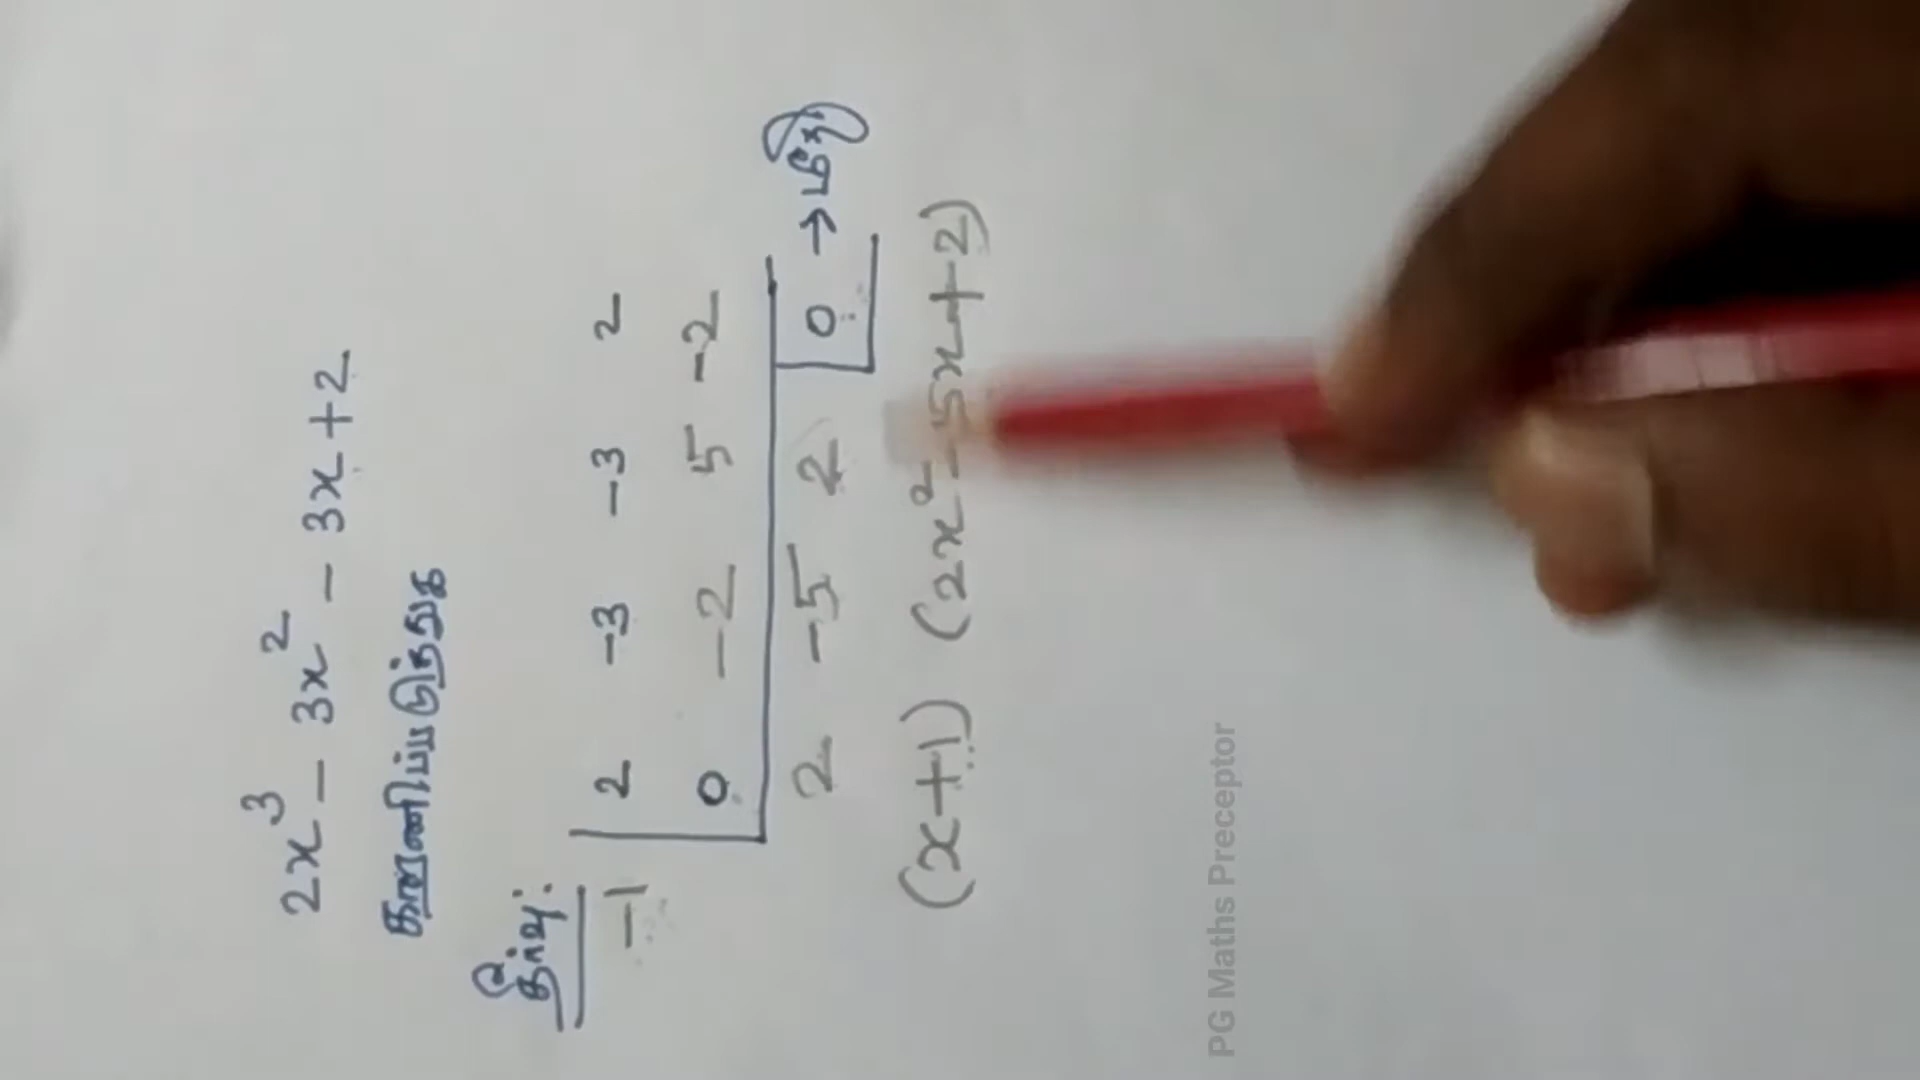 2x³ - 3x² - 3x + 2
காரணிப்படுத்துக
தீர்வு:
-1 2 -3 -3 2
0 -2 5 -2
2 -5 2 0 → மீதி
(x+1) (2x² - 5x + 2)
PG Maths Preceptor